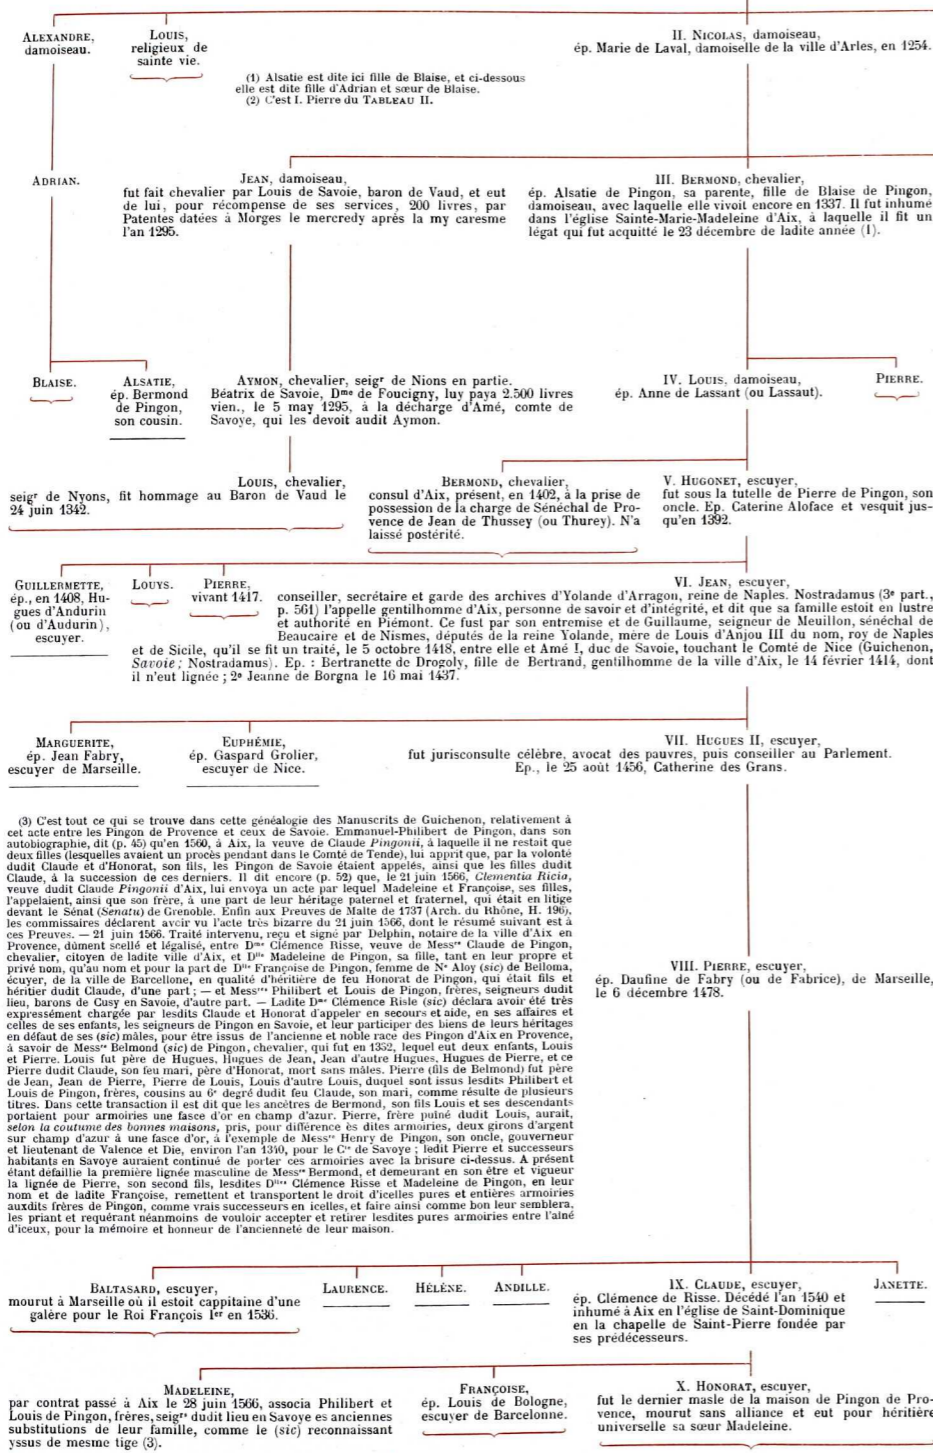 ALEXANDRE,
damoiseau.
LOUIS,
religieux de
sainte vie.
II. NICOLAS, damoiseau,
ép. Marie de Laval, damoiselle de la ville d'Arles, en 1254.
(1) Alsatie est dite ici fille de Blaise, et ci-dessous
elle est dite fille d'Adrian et sœur de Blaise.
(2) C'est I. Pierre du TABLEAU II.
ADRIAN.
JEAN, damoiseau,
fut fait chevalier par Louis de Savoie, baron de Vaud, et eut
de lui, pour récompense de ses services, 200 livres, par
Patentes datées à Morges le mercredy après la my caresme
l'an 1295.
III. BERMOND, chevalier,
ép. Alsatie de Pingon, sa parente, fille de Blaise de Pingon,
damoiseau, avec laquelle elle vivoit encore en 1337. Il fut inhumé
dans l'église Sainte-Marie-Madeleine d'Aix, à laquelle il fit un
légat qui fut acquitté le 23 décembre de ladite année (1).
BLAISE.
ALSATIE,
ép. Bermond
de Pingon,
son cousin.
AYMON, chevalier, seigr de Nions en partie.
Béatrix de Savoie, Dme de Foucigny, luy paya 2.500 livres
vien., le 5 may 1295, à la décharge d'Amé, comte de
Savoye, qui les devoit audit Aymon.
IV. LOUIS, damoiseau,
ép. Anne de Lassant (ou Lassaut).
PIERRE.
LOUIS, chevalier,
seigr de Nyons, fit hommage au Baron de Vaud le
24 juin 1342.
BERMOND, chevalier,
consul d'Aix, présent, en 1402, à la prise de
possession de la charge de Sénéchal de Pro-
vence de Jean de Thussey (ou Thurey). N'a
laissé postérité.
V. HUGONET, escuyer,
fut sous la tutelle de Pierre de Pingon, son
oncle. Ep. Caterine Aloface et vesquit jus-
qu'en 1392.
GUILLERMETTE,
ép., en 1408, Hu-
gues d'Andurin
(ou d'Audurin),
escuyer.
LOUYS.
PIERRE,
vivant 1417.
VI. JEAN, escuyer,
conseiller, secrétaire et garde des archives d'Yolande d'Arragon, reine de Naples. Nostradamus (3e part.,
p. 561) l'appelle gentilhomme d'Aix, personne de savoir et d'intégrité, et dit que sa famille estoit en lustre
et authorité en Piémont. Ce fust par son entremise et de Guillaume, seigneur de Meuillon, sénéchal de
Beaucaire et de Nismes, députés de la reine Yolande, mère de Louis d'Anjou III du nom, roy de Naples
et de Sicile, qu'il se fit un traité, le 5 octobre 1418, entre elle et Amé I, duc de Savoie, touchant le Comté de Nice (Guichenon,
Savoie; Nostradamus). Ep. : Bertranette de Drogoly, fille de Bertrand, gentilhomme de la ville d'Aix, le 14 février 1414, dont
il n'eut lignée ; 2o Jeanne de Borgna le 16 mai 1437.
MARGUERITE,
ép. Jean Fabry,
escuyer de Marseille.
EUPHÉMIE,
ép. Gaspard Grolier,
escuyer de Nice.
VII. HUGUES II, escuyer,
fut jurisconsulte célèbre, avocat des pauvres, puis conseiller au Parlement.
Ep., le 25 août 1456, Catherine des Grans.
(3) C'est tout ce qui se trouve dans cette généalogie des Manuscrits de Guichenon, relativement à
cet acte entre les Pingon de Provence et ceux de Savoie. Emmanuel-Philibert de Pingon, dans son
autobiographie, dit (p. 45) qu'en 1560, à Aix, la veuve de Claude Pingonii, à laquelle il ne restait que
deux filles (lesquelles avaient un procès pendant dans le Comté de Tende), lui apprit que, par la volonté
dudit Claude et d'Honorat, son fils, les Pingon de Savoie étaient appelés, ainsi que les filles dudit
Claude, à la succession de ces derniers. Il dit encore (p. 52) que, le 21 juin 1566, Clementia Ricia,
veuve dudit Claude Pingonii d'Aix, lui envoya un acte par lequel Madeleine et Françoise, ses filles,
l'appelaient, ainsi que son frère, à une part de leur héritage paternel et fraternel, qui était en litige
devant le Sénat (Senatu) de Grenoble. Enfin aux Preuves de Malte de 1737 (Arch. du Rhône, H. 196),
les commissaires déclarent avoir vu l'acte très bizarre du 21 juin 1566, dont le résumé suivant est à
ces Preuves. — 21 juin 1566. Traité intervenu, reçu et signé par Delphin, notaire de la ville d'Aix en
Provence, dûment scellé et légalisé, entre Dme Clémence Risse, veuve de Messre Claude de Pingon,
chevalier, citoyen de ladite ville d'Aix, et Dlle Madeleine de Pingon, sa fille, tant en leur propre et
privé nom, qu'au nom et pour la part de Dlle Françoise de Pingon, femme de Ne Aloy (sic) de Belloma,
écuyer, de la ville de Barcellone, en qualité d'héritière de feu Honorat de Pingon, qui était fils et
héritier dudit Claude, d'une part ; — et Messres Philibert et Louis de Pingon, frères, seigneurs dudit
lieu, barons de Cusy en Savoie, d'autre part. — Ladite Dme Clémence Risle (sic) déclara avoir été très
expressément chargée par lesdits Claude et Honorat d'appeler en secours et aide, en ses affaires et
celles de ses enfants, les seigneurs de Pingon en Savoie, et leur participer des biens de leurs héritages
en défaut de ses (sic) mâles, pour être issus de l'ancienne et noble race des Pingon d'Aix en Provence,
à savoir de Messre Belmond (sic) de Pingon, chevalier, qui fut en 1352, lequel eut deux enfants, Louis
et Pierre. Louis fut père de Hugues, Hugues de Jean, Jean d'autre Hugues, Hugues de Pierre, et ce
Pierre dudit Claude, son feu mari, père d'Honorat, mort sans mâles. Pierre (fils de Belmond) fut père
de Jean, Jean de Pierre, Pierre de Louis, Louis d'autre Louis, duquel sont issus lesdits Philibert et
Louis de Pingon, frères, cousins au 6e degré dudit feu Claude, son mari, comme résulte de plusieurs
titres. Dans cette transaction il est dit que les ancêtres de Bermond, son fils Louis et ses descendants
portaient pour armoiries une fasce d'or en champ d'azur. Pierre, frère puîné dudit Louis, aurait,
selon la coutume des bonnes maisons, pris, pour différence ès dites armoiries, deux girons d'argent
sur champ d'azur à une fasce d'or, à l'exemple de Messre Henry de Pingon, son oncle, gouverneur
et lieutenant de Valence et Die, environ l'an 1340, pour le Cte de Savoye ; ledit Pierre et successeurs
habitants en Savoye auraient continué de porter ces armoiries avec la brisure ci-dessus. A présent
étant défaillie la première lignée masculine de Messre Bermond, et demeurant en son être et vigueur
la lignée de Pierre, son second fils, lesdites Dlles Clémence Risse et Madeleine de Pingon, en leur
nom et de ladite Françoise, remettent et transportent le droit d'icelles pures et entières armoiries
auxdits frères de Pingon, comme vrais successeurs en icelles, et faire ainsi comme bon leur semblera,
les priant et requérant néanmoins de vouloir accepter et retirer lesdites pures armoiries entre l'aîné
d'iceux, pour la mémoire et honneur de l'ancienneté de leur maison.
VIII. PIERRE, escuyer,
ép. Daufine de Fabry (ou de Fabrice), de Marseille,
le 6 décembre 1478.
BALTASARD, escuyer,
mourut à Marseille où il estoit cappitaine d'une
galère pour le Roi François Ier en 1536.
LAURENCE.
HÉLÈNE.
ANDILLE.
IX. CLAUDE, escuyer,
ép. Clémence de Risse. Décédé l'an 1540 et
inhumé à Aix en l'église de Saint-Dominique
en la chapelle de Saint-Pierre fondée par
ses prédécesseurs.
JANETTE.
MADELEINE,
par contrat passé à Aix le 28 juin 1566, associa Philibert et
Louis de Pingon, frères, seigrs dudit lieu en Savoye es anciennes
substitutions de leur famille, comme le (sic) reconnaissant
yssus de mesme tige (3).
FRANÇOISE,
ép. Louis de Bologne,
escuyer de Barcelonne.
X. HONORAT, escuyer,
fut le dernier masle de la maison de Pingon de Pro-
vence, mourut sans alliance et eut pour héritière
universelle sa sœur Madeleine.